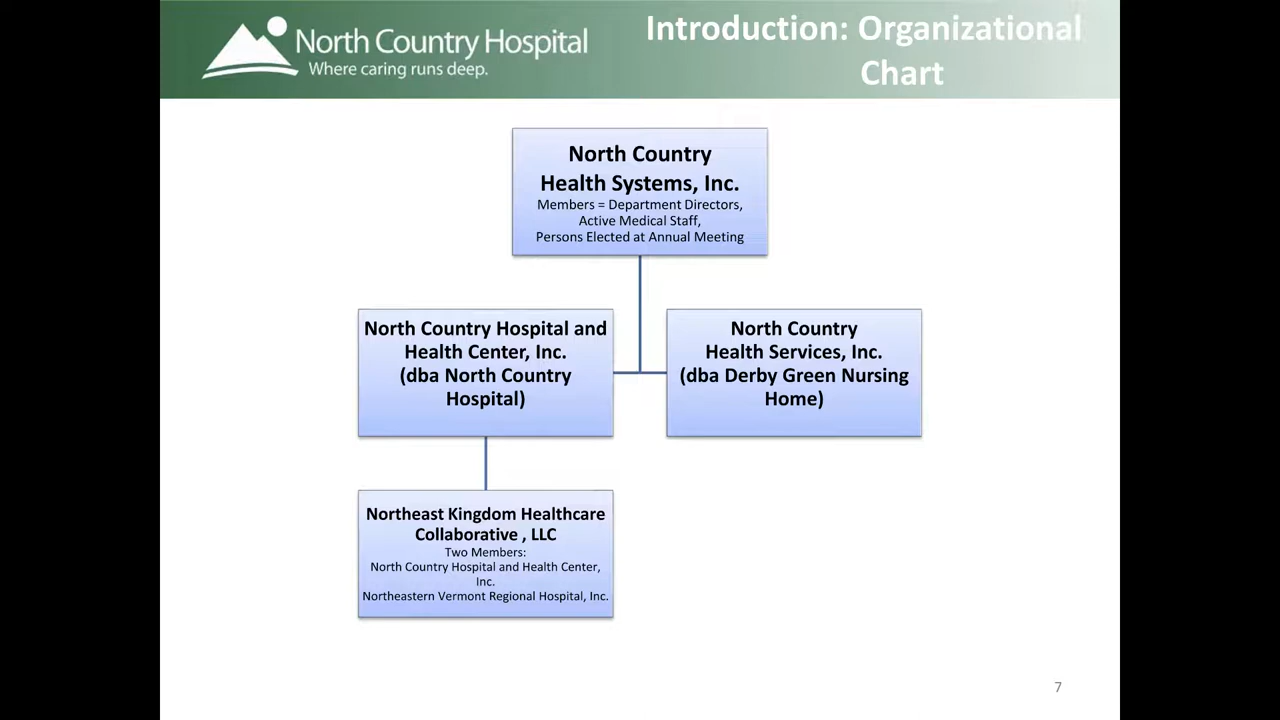 North Country Hospital
Where caring runs deep.
Introduction: Organizational
Chart
North Country
Health Systems, Inc.
Members = Department Directors,
Active Medical Staff,
Persons Elected at Annual Meeting
North Country Hospital and
Health Center, Inc.
(dba North Country
Hospital)
North Country
Health Services, Inc.
(dba Derby Green Nursing
Home)
Northeast Kingdom Healthcare
Collaborative , LLC
Two Members:
North Country Hospital and Health Center,
Inc.
Northeastern Vermont Regional Hospital, Inc.
7